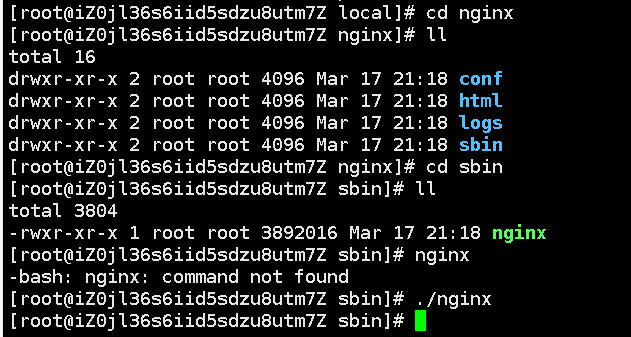 [root@iZ0jl36s6iid5sdzu8utm7Z local]# cd nginx
[root@iZ0jl36s6iid5sdzu8utm7Z nginx]# ll
total 16
drwxr-xr-x 2 root root 4096 Mar 17 21:18 conf
drwxr-xr-x 2 root root 4096 Mar 17 21:18 html
drwxr-xr-x 2 root root 4096 Mar 17 21:18 logs
drwxr-xr-x 2 root root 4096 Mar 17 21:18 sbin
[root@iZ0jl36s6iid5sdzu8utm7Z nginx]# cd sbin
[root@iZ0jl36s6iid5sdzu8utm7Z sbin]# ll
total 3804
-rwxr-xr-x 1 root root 3892016 Mar 17 21:18 nginx
[root@iZ0jl36s6iid5sdzu8utm7Z sbin]# nginx
-bash: nginx: command not found
[root@iZ0jl36s6iid5sdzu8utm7Z sbin]# ./nginx
[root@iZ0jl36s6iid5sdzu8utm7Z sbin]#